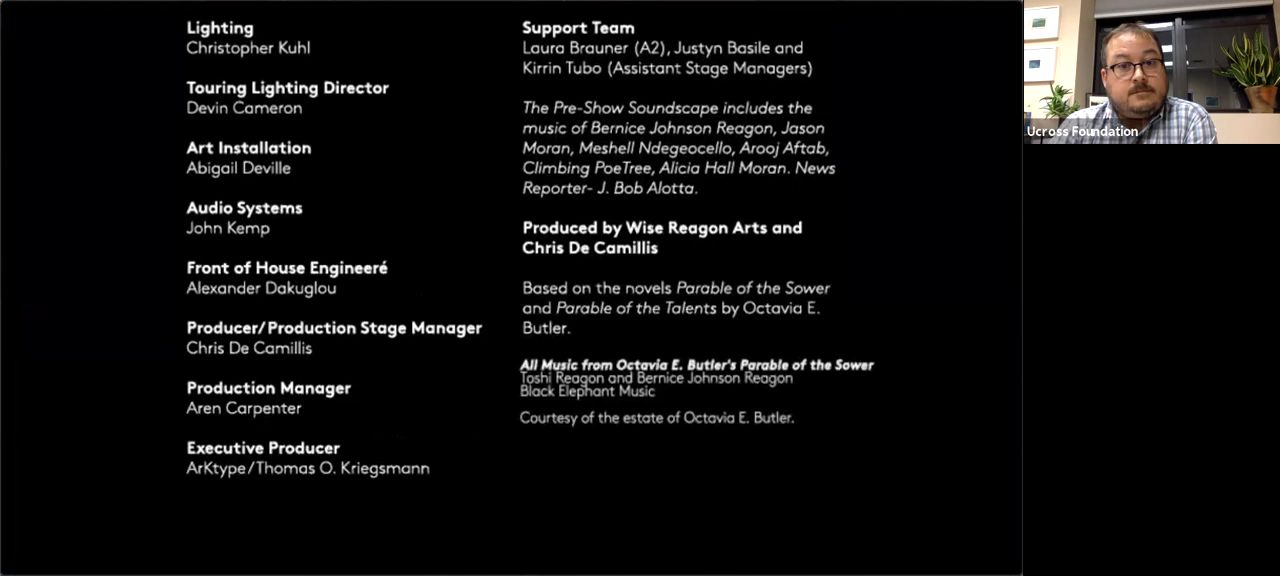 Lighting
Christopher Kuhl
Touring Lighting Director
Devin Cameron
Art Installation
Abigail Deville
Audio Systems
John Kemp
Front of House Engineeré
Alexander Dakuglou
Producer/Production Stage Manager
Chris De Camillis
Production Manager
Aren Carpenter
Executive Producer
ArKtype/Thomas O. Kriegsmann
Support Team
Laura Brauner (A2), Justyn Basile and
Kirrin Tubo (Assistant Stage Managers)
The Pre-Show Soundscape includes the
music of Bernice Johnson Reagon, Jason
Moran, Meshell Ndegeocello, Arooj Aftab,
Climbing PoeTree, Alicia Hall Moran. News
Reporter- J. Bob Alotta.
Produced by Wise Reagon Arts and
Chris De Camillis
Based on the novels Parable of the Sower
and Parable of the Talents by Octavia E.
Butler.
All Music from Octavia E. Butler's Parable of the Sower
Toshi Reagon and Bernice Johnson Reagon
Black Elephant Music
Courtesy of the estate of Octavia E. Butler.
Ucross Foundation